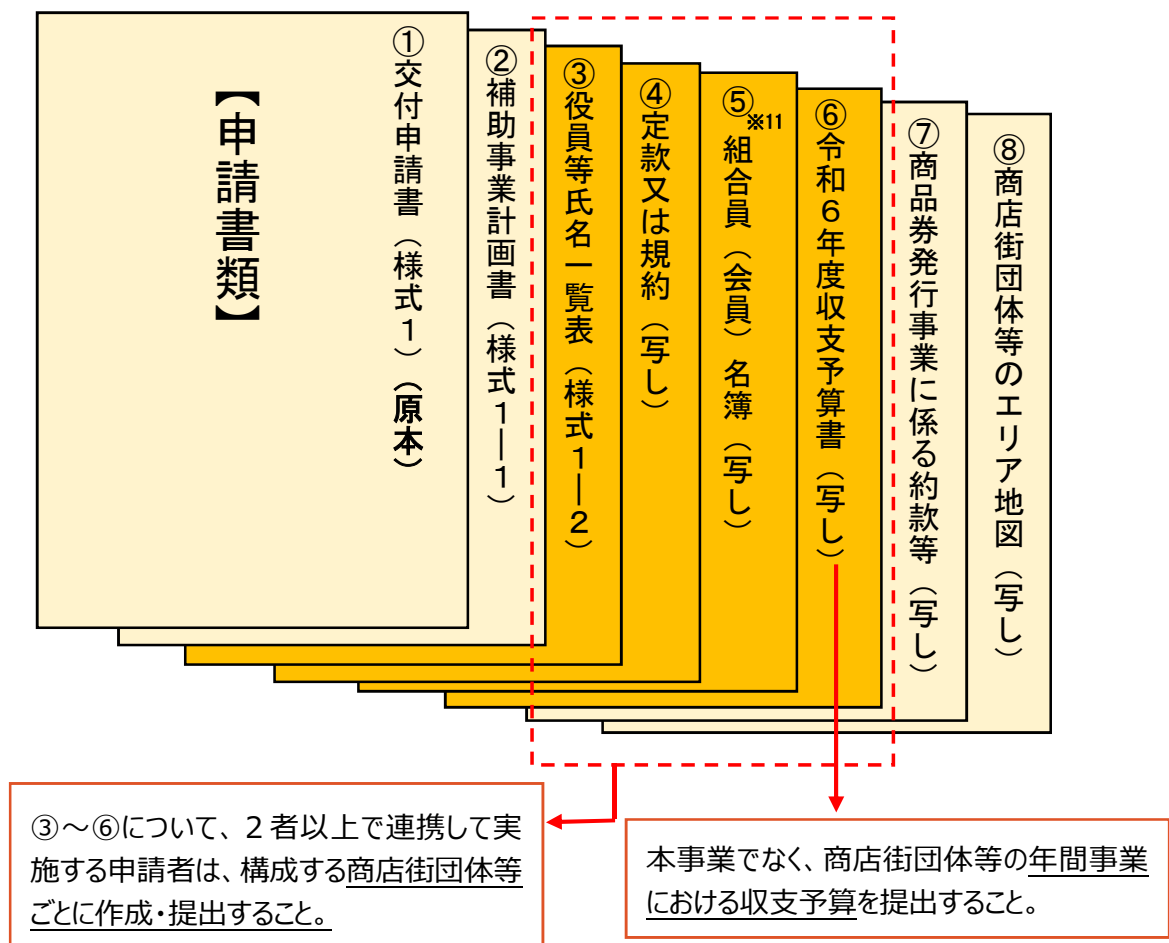 【申請書類】
①交付申請書（様式１）（原本）
②補助事業計画書（様式１―１）
③役員等氏名一覧表（様式１―２）
④定款又は規約（写し）
⑤※11組合員（会員）名簿（写し）
⑥令和６年度収支予算書（写し）
⑦商品券発行事業に係る約款等（写し）
⑧商店街団体等のエリア地図（写し）
③～⑥について、２者以上で連携して実
施する申請者は、構成する商店街団体等
ごとに作成・提出すること。
本事業でなく、商店街団体等の年間事業
における収支予算を提出すること。